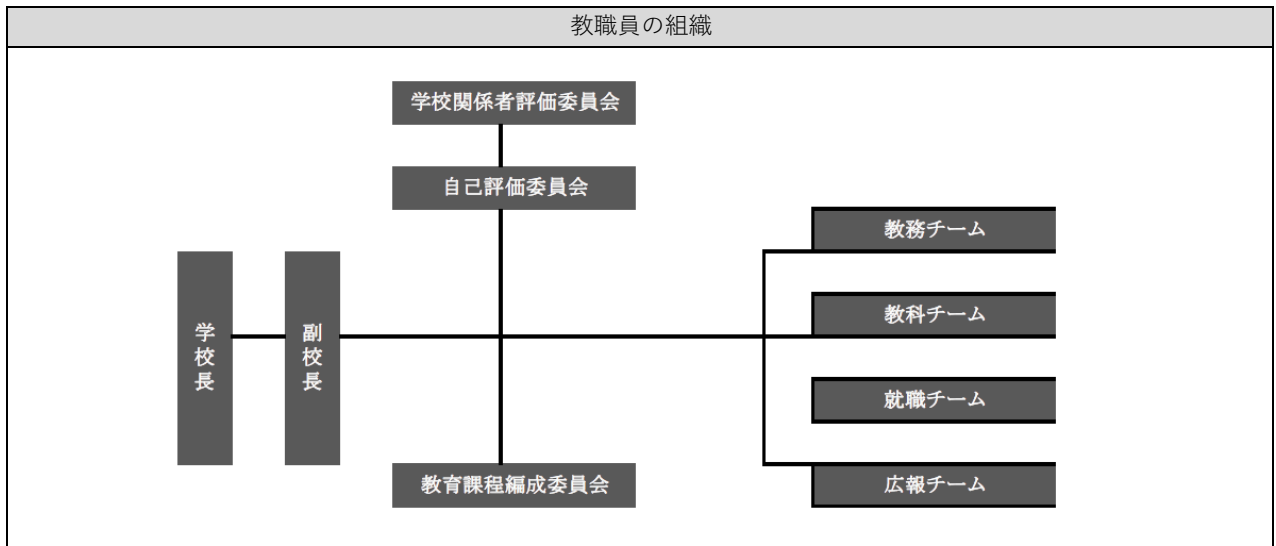 教職員の組織
学校関係者評価委員会
自己評価委員会
学校長
副校長
教務チーム
教科チーム
就職チーム
広報チーム
教育課程編成委員会